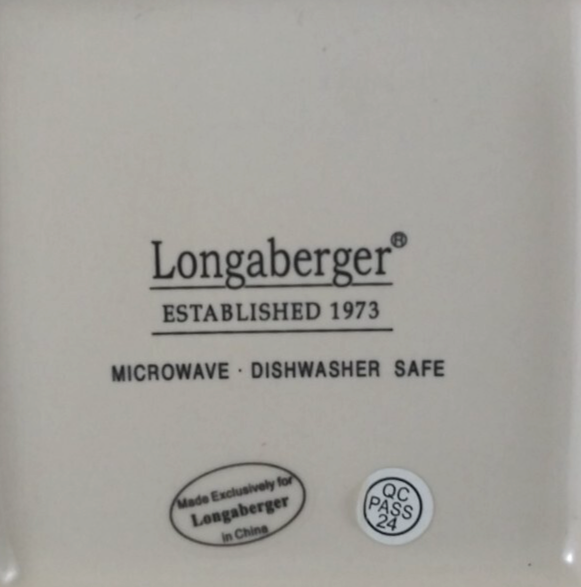 Longaberger®
ESTABLISHED 1973
MICROWAVE · DISHWASHER SAFE
Made Exclusively for
Longaberger
in China
QC
PASS
24